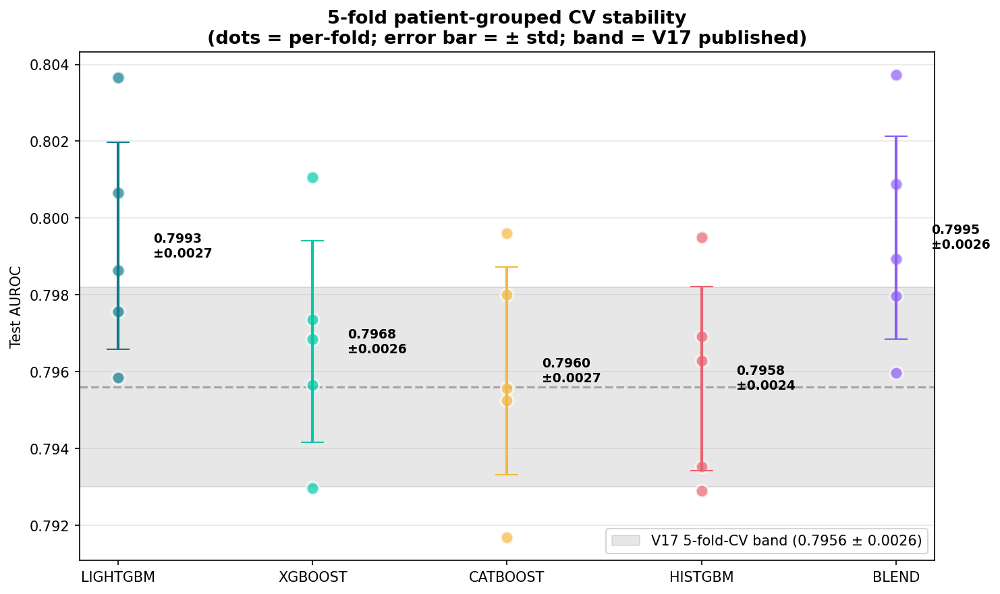 5-fold patient-grouped CV stability
(dots = per-fold; error bar = ± std; band = V17 published)
Test AUROC
0.804
0.802
0.800
0.798
0.796
0.794
0.792
0.7993
±0.0027
0.7968
±0.0026
0.7960
±0.0027
0.7958
±0.0024
0.7995
±0.0026
V17 5-fold-CV band (0.7956 ± 0.0026)
LIGHTGBM
XGBOOST
CATBOOST
HISTGBM
BLEND